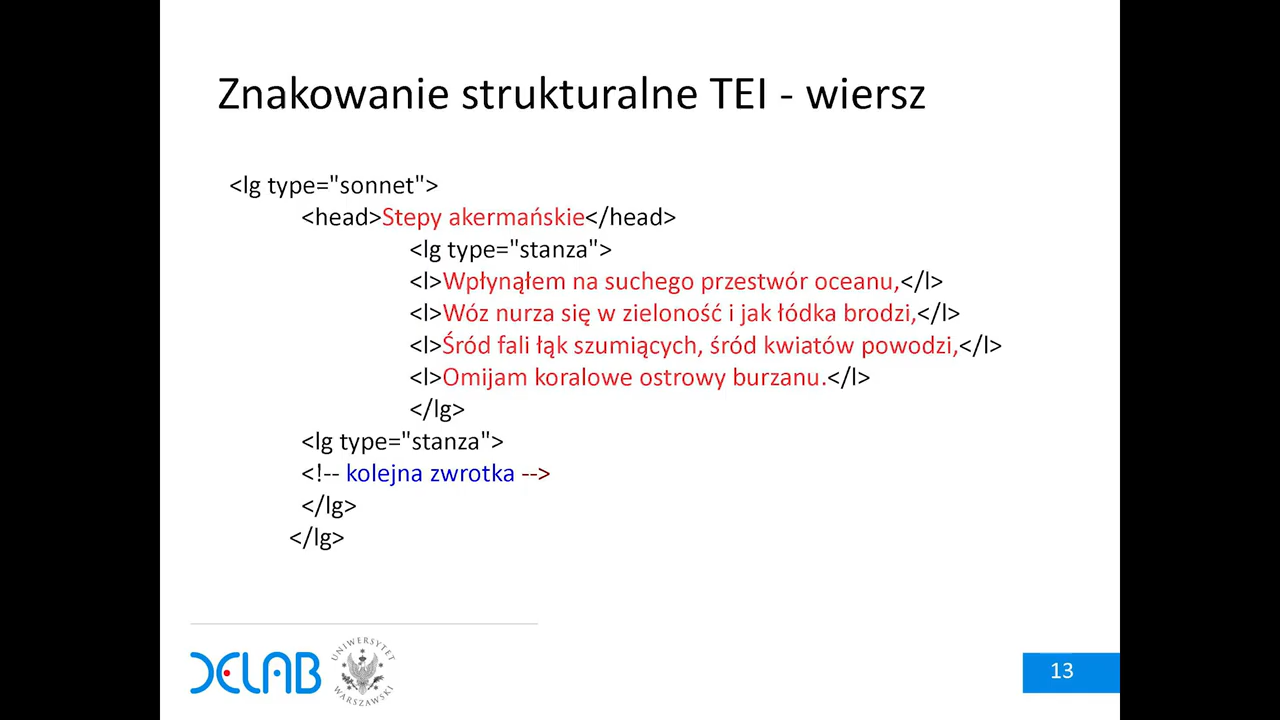 Znakowanie strukturalne TEI - wiersz
<lg type="sonnet">
<head>Stepy akermańskie</head>
<lg type="stanza">
<l>Wpłynąłem na suchego przestwór oceanu,</l>
<l>Wóz nurza się w zieloność i jak łódka brodzi,</l>
<l>Śród fali łąk szumiących, śród kwiatów powodzi,</l>
<l>Omijam koralowe ostrowy burzanu.</l>
</lg>
<lg type="stanza">
<!-- kolejna zwrotka -->
</lg>
</lg>
DELAB
UNIWERSYTET WARSZAWSKI
13